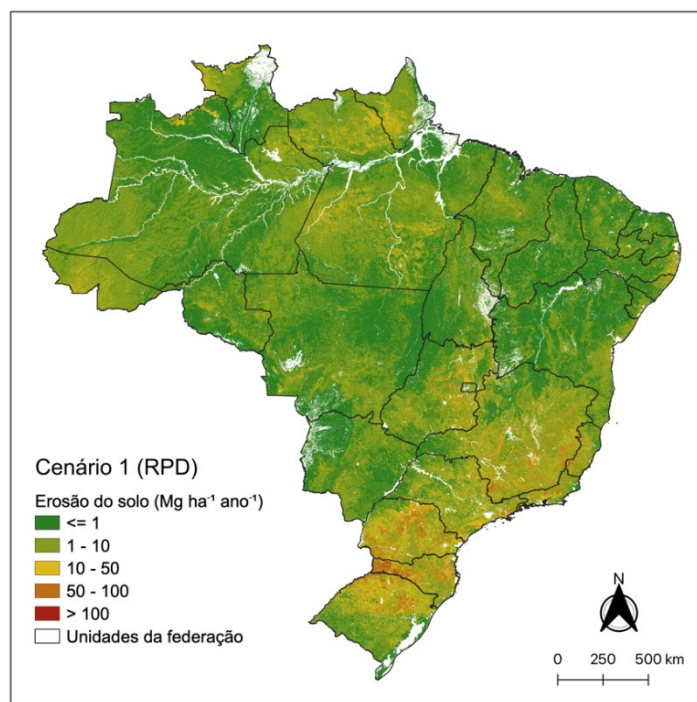 Cenário 1 (RPD)
Erosão do solo (Mg ha⁻¹ ano⁻¹)
<= 1
1 - 10
10 - 50
50 - 100
> 100
Unidades da federação
N
0 250 500 km